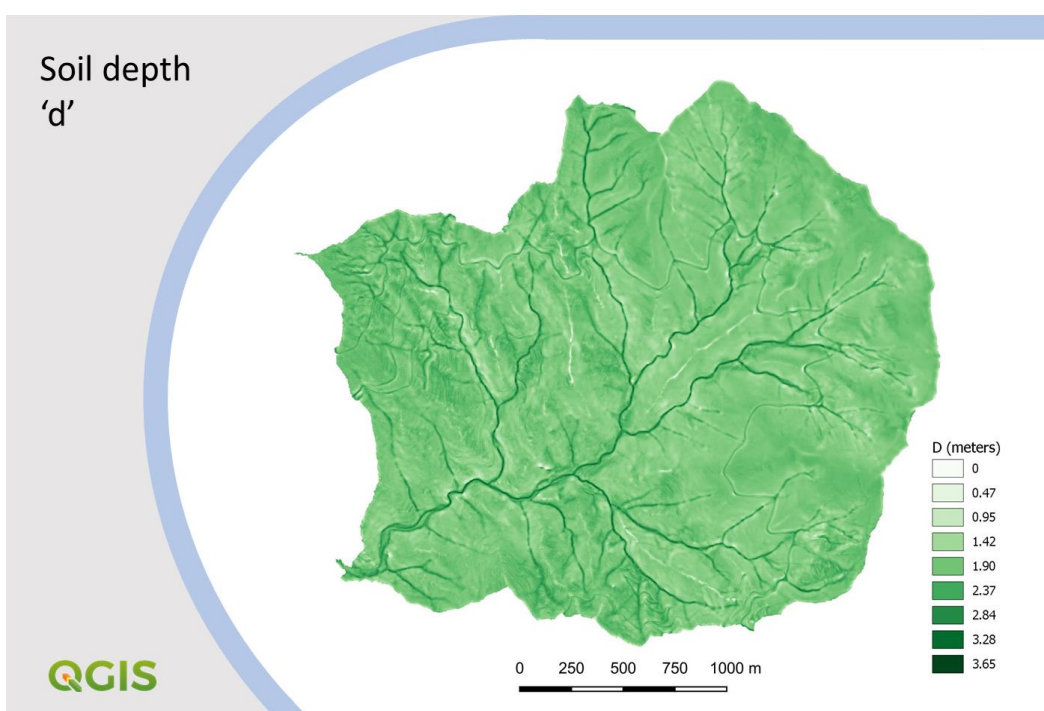 Soil depth
‘d’
D (meters)
0
0.47
0.95
1.42
1.90
2.37
2.84
3.28
3.65
0 250 500 750 1000 m
QGIS